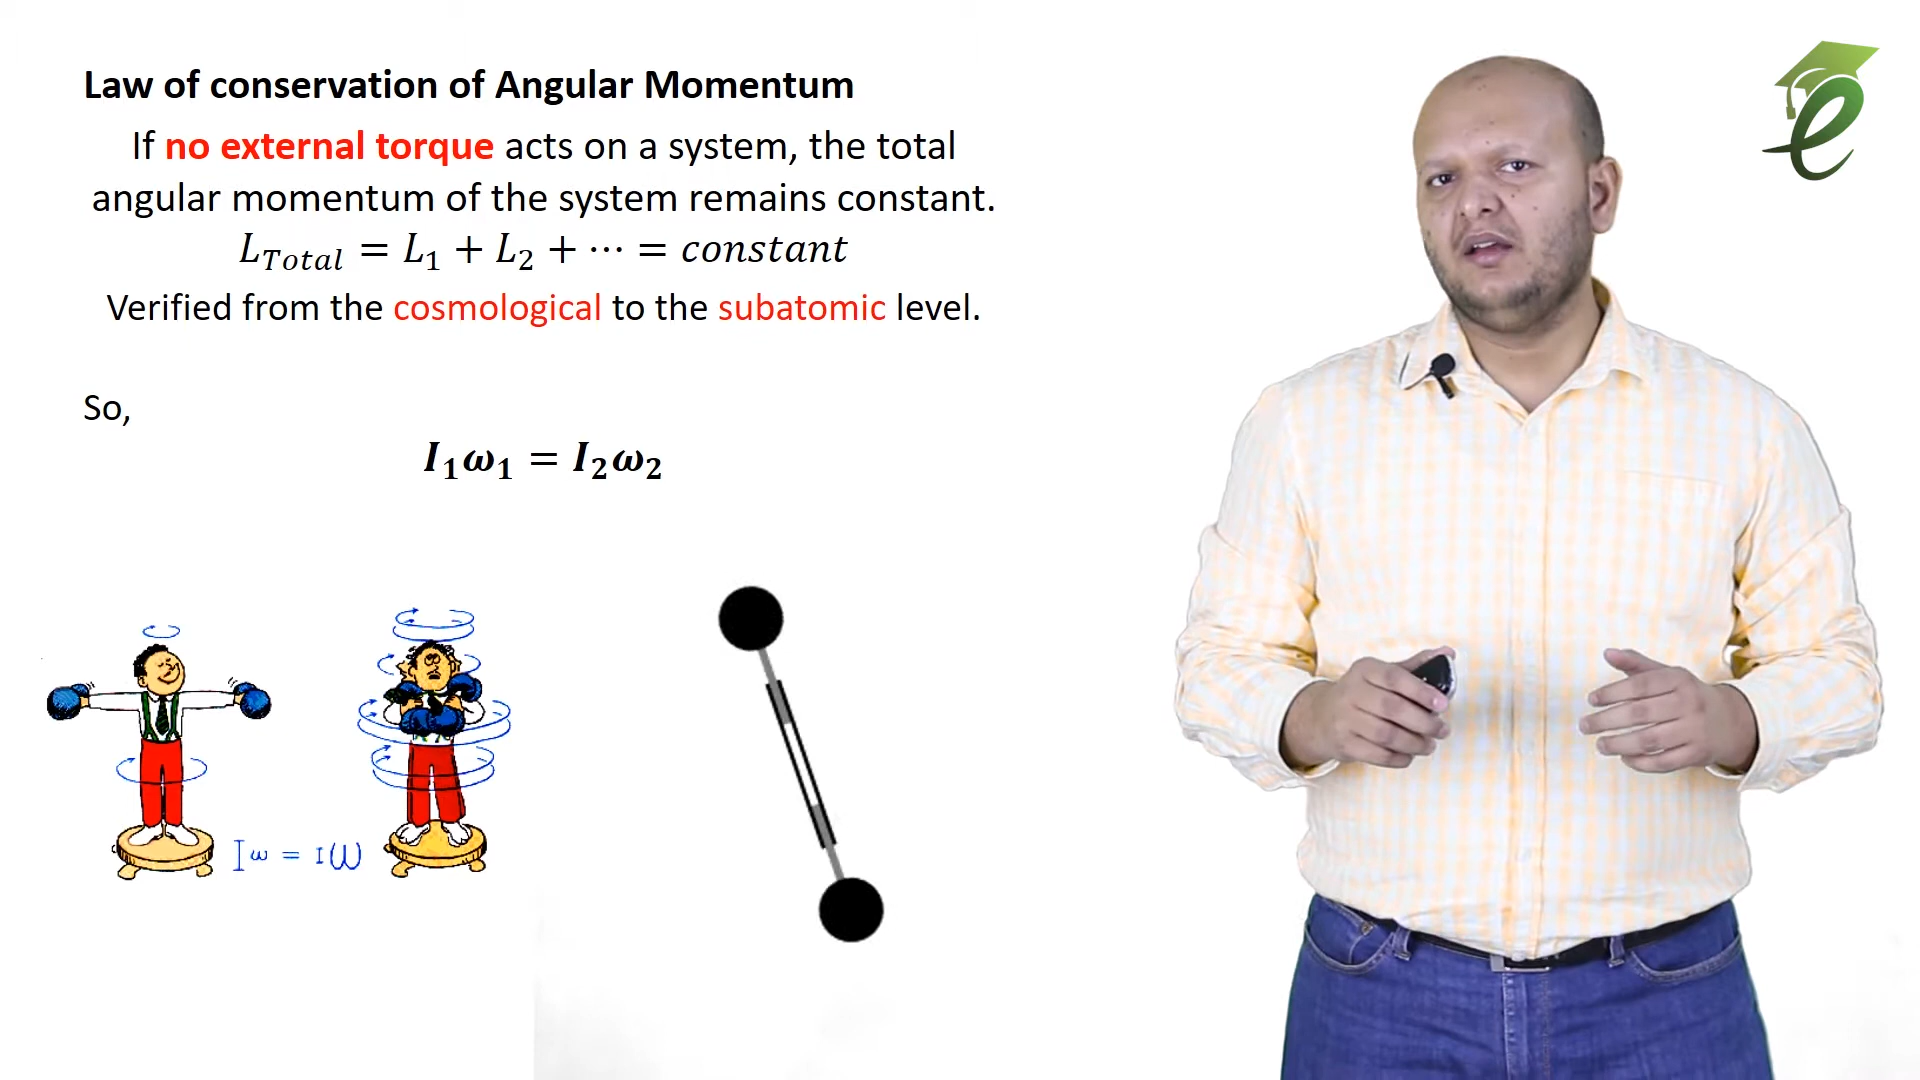 Law of conservation of Angular Momentum
If no external torque acts on a system, the total
angular momentum of the system remains constant.
L_Total = L_1 + L_2 + ⋯ = constant
Verified from the cosmological to the subatomic level.
So,
I_1ω_1 = I_2ω_2
Iω = Iω
e